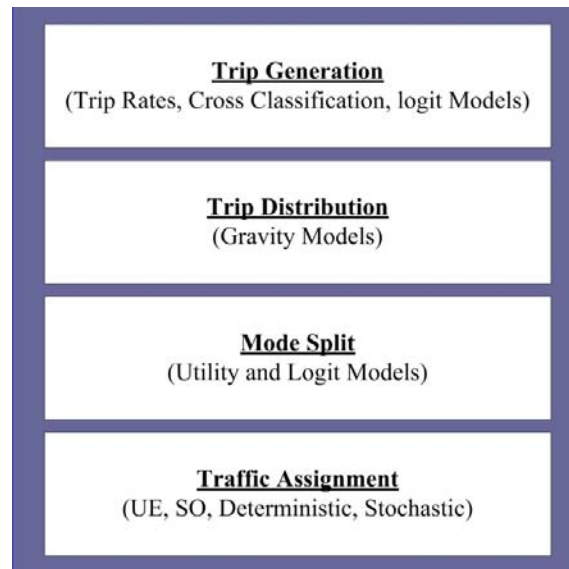 Trip Generation
(Trip Rates, Cross Classification, logit Models)
Trip Distribution
(Gravity Models)
Mode Split
(Utility and Logit Models)
Traffic Assignment
(UE, SO, Deterministic, Stochastic)